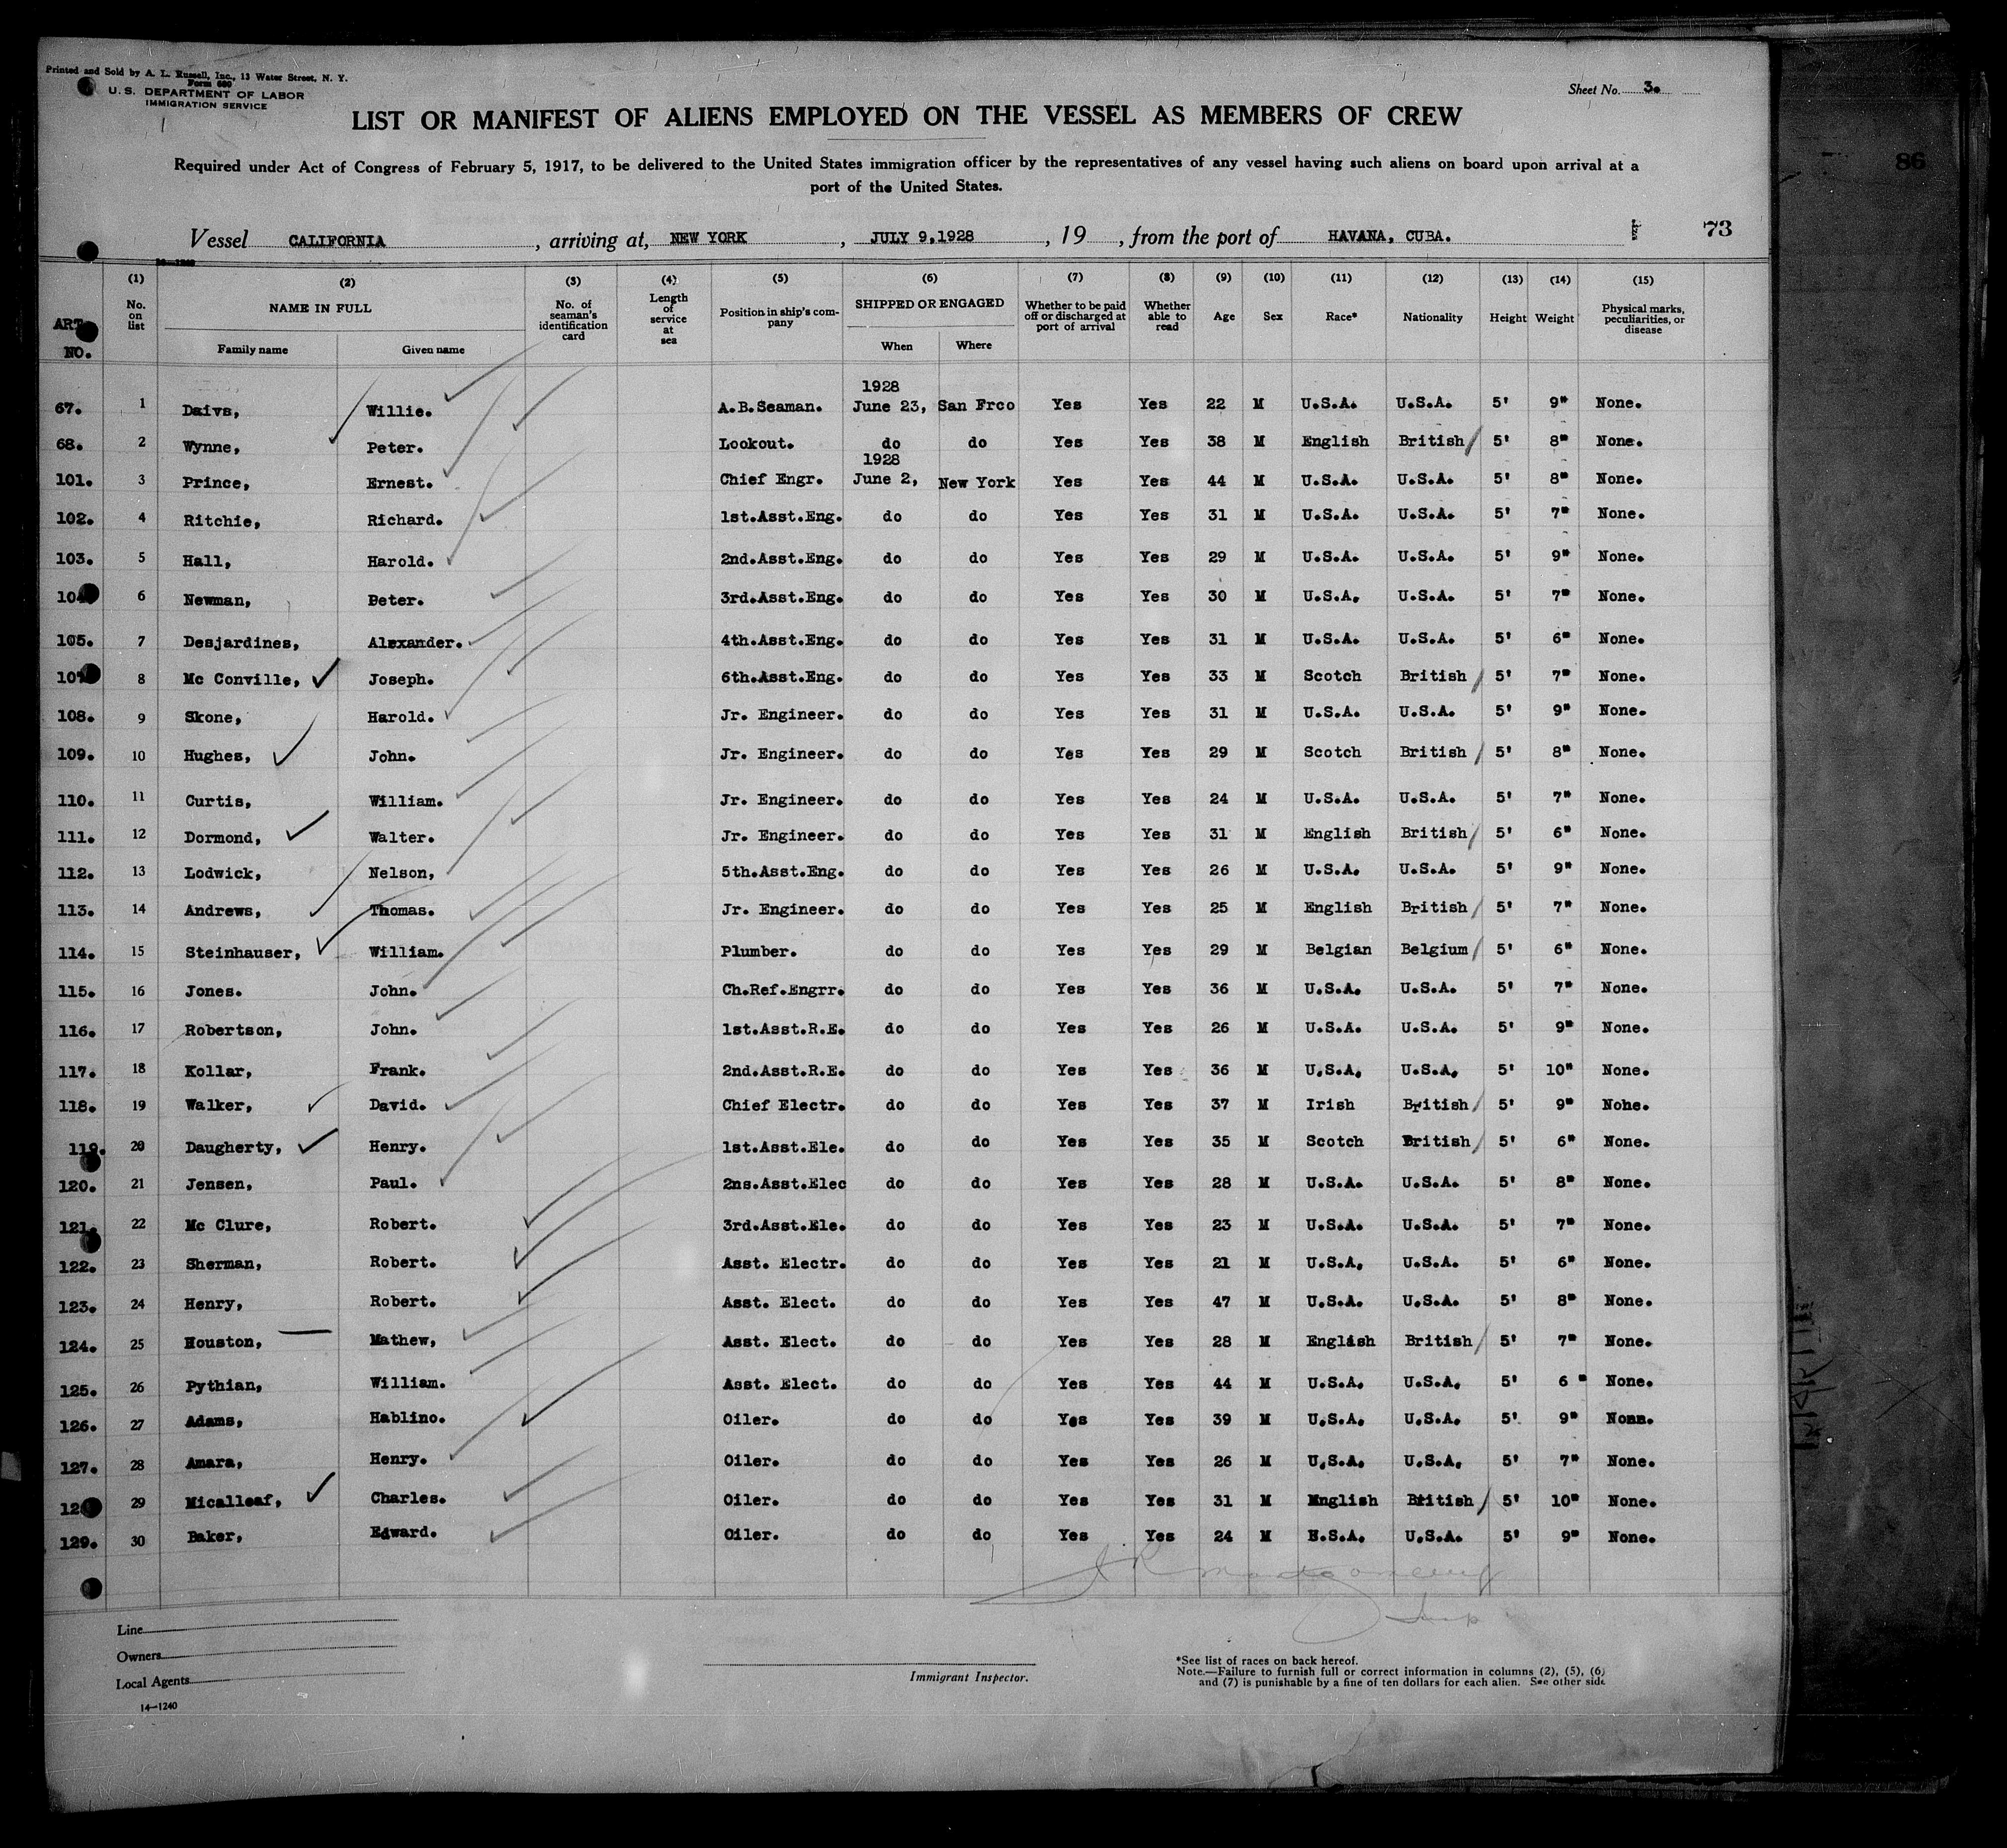 Printed and Sold by A. L. Russell, Inc., 13 Water Street, N. Y.
Form 680
U. S. DEPARTMENT OF LABOR
IMMIGRATION SERVICE
Sheet No. 3.
LIST OR MANIFEST OF ALIENS EMPLOYED ON THE VESSEL AS MEMBERS OF CREW
Required under Act of Congress of February 5, 1917, to be delivered to the United States immigration officer by the representatives of any vessel having such aliens on board upon arrival at a
port of the United States.
86
Vessel CALIFORNIA, arriving at, NEW YORK, JULY 9,1928, 19, from the port of HAVANA, CUBA. 73
(1) (2) (3) (4) (5) (6) (7) (8) (9) (10) (11) (12) (13) (14) (15)
ART. NO. No. on list NAME IN FULL Family name Given name No. of seaman's identification card Length of service at sea Position in ship's company SHIPPED OR ENGAGED When Where Whether to be paid off or discharged at port of arrival Whether able to read Age Sex Race* Nationality Height Weight Physical marks, peculiarities, or disease
1928
67. 1 Daivs, Willie. A.B.Seaman. June 23, San Frco Yes Yes 22 M U.S.A. U.S.A. 5' 9" None.
68. 2 Wynne, Peter. Lookout. do do Yes Yes 38 M English British 5' 8" None.
1928
101. 3 Prince, Ernest. Chief Engr. June 2, New York Yes Yes 44 M U.S.A. U.S.A. 5' 8" None.
102. 4 Ritchie, Richard. 1st.Asst.Eng. do do Yes Yes 31 M U.S.A. U.S.A. 5' 7" None.
103. 5 Hall, Harold. 2nd.Asst.Eng. do do Yes Yes 29 M U.S.A. U.S.A. 5' 9" None.
104 6 Newman, Peter. 3rd.Asst.Eng. do do Yes Yes 30 M U.S.A. U.S.A. 5' 7" None.
105. 7 Desjardines, Alexander. 4th.Asst.Eng. do do Yes Yes 31 M U.S.A. U.S.A. 5' 6" None.
107 8 Mc Conville, Joseph. 6th.Asst.Eng. do do Yes Yes 33 M Scotch British 5' 7" None.
108. 9 Skone, Harold. Jr. Engineer. do do Yes Yes 31 M U.S.A. U.S.A. 5' 9" None.
109. 10 Hughes, John. Jr. Engineer. do do Yes Yes 29 M Scotch British 5' 8" None.
110. 11 Curtis, William. Jr. Engineer. do do Yes Yes 24 M U.S.A. U.S.A. 5' 7" None.
111. 12 Dormond, Walter. Jr. Engineer. do do Yes Yes 31 M English British 5' 6" None.
112. 13 Lodwick, Nelson, 5th.Asst.Eng. do do Yes Yes 26 M U.S.A. U.S.A. 5' 9" None.
113. 14 Andrews, Thomas. Jr. Engineer. do do Yes Yes 25 M English British 5' 7" None.
114. 15 Steinhauser, William. Plumber. do do Yes Yes 29 M Belgian Belgium 5' 6" None.
115. 16 Jones. John. Ch.Ref.Engrr. do do Yes Yes 36 M U.S.A. U.S.A. 5' 7" None.
116. 17 Robertson, John. 1st.Asst.R.E. do do Yes Yes 26 M U.S.A. U.S.A. 5' 9" None.
117. 18 Kollar, Frank. 2nd.Asst.R.E. do do Yes Yes 36 M U.S.A. U.S.A. 5' 10" None.
118. 19 Walker, David. Chief Electr. do do Yes Yes 37 M Irish British 5' 9" Nohe.
119. 20 Daugherty, Henry. 1st.Asst.Ele. do do Yes Yes 35 M Scotch British 5' 6" None.
120. 21 Jensen, Paul. 2ns.Asst.Elec do do Yes Yes 28 M U.S.A. U.S.A. 5' 8" None.
121. 22 Mc Clure, Robert. 3rd.Asst.Ele. do do Yes Yes 23 M U.S.A. U.S.A. 5' 7" None.
122. 23 Sherman, Robert. Asst. Electr. do do Yes Yes 21 M U.S.A. U.S.A. 5' 6" None.
123. 24 Henry, Robert. Asst. Elect. do do Yes Yes 47 M U.S.A. U.S.A. 5' 8" None.
124. 25 Houston, Mathew, Asst. Elect. do do Yes Yes 28 M English British 5' 7" None.
125. 26 Pythian, William. Asst. Elect. do do Yes Yes 44 M U.S.A. U.S.A. 5' 6 " None.
126. 27 Adams, Hablino. Oiler. do do Yes Yes 39 M U.S.A. U.S.A. 5' 9" Nonn.
127. 28 Amara, Henry. Oiler. do do Yes Yes 26 M U.S.A. U.S.A. 5' 7" None.
12 29 Micalleaf, Charles. Oiler. do do Yes Yes 31 M English British 5' 10" None.
129. 30 Baker, Edward. Oiler. do do Yes Yes 24 M N.S.A. U.S.A. 5' 9" None.
JR Montgomery
Insp
Line
Owners
Local Agents
14—1240
Immigrant Inspector.
*See list of races on back hereof.
Note.—Failure to furnish full or correct information in columns (2), (5), (6)
and (7) is punishable by a fine of ten dollars for each alien. See other side